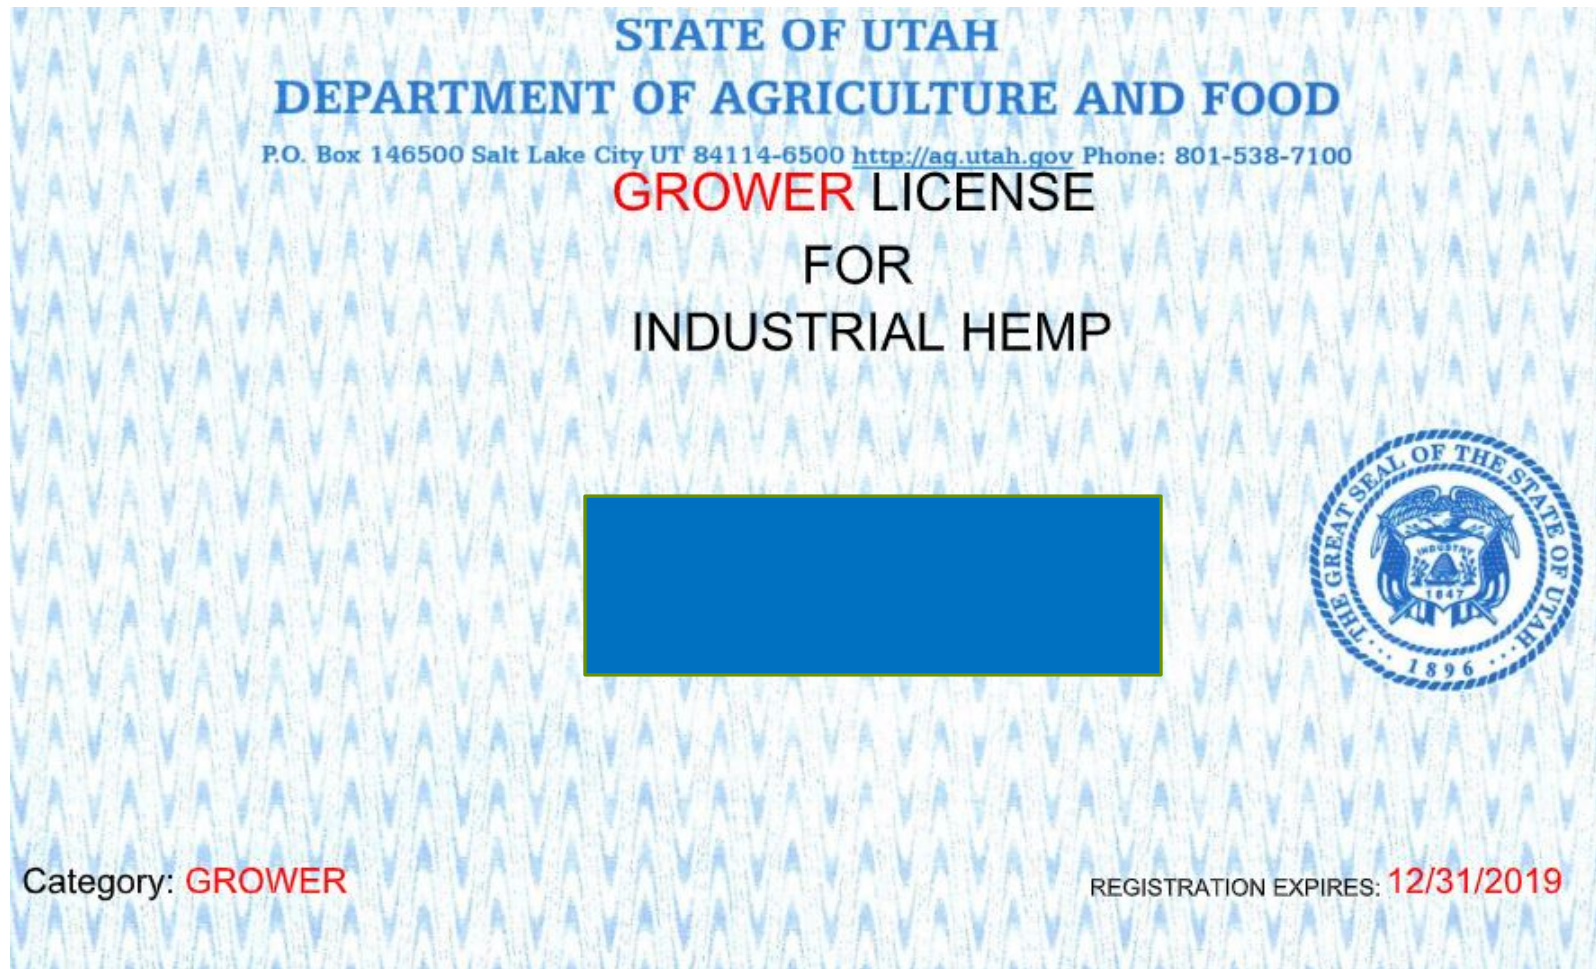 STATE OF UTAH
DEPARTMENT OF AGRICULTURE AND FOOD
P.O. Box 146500 Salt Lake City UT 84114-6500 http://ag.utah.gov Phone: 801-538-7100
GROWER LICENSE
FOR
INDUSTRIAL HEMP
THE GREAT SEAL OF THE STATE OF UTAH
INDUSTRY
1847
1896
Category: GROWER
REGISTRATION EXPIRES: 12/31/2019